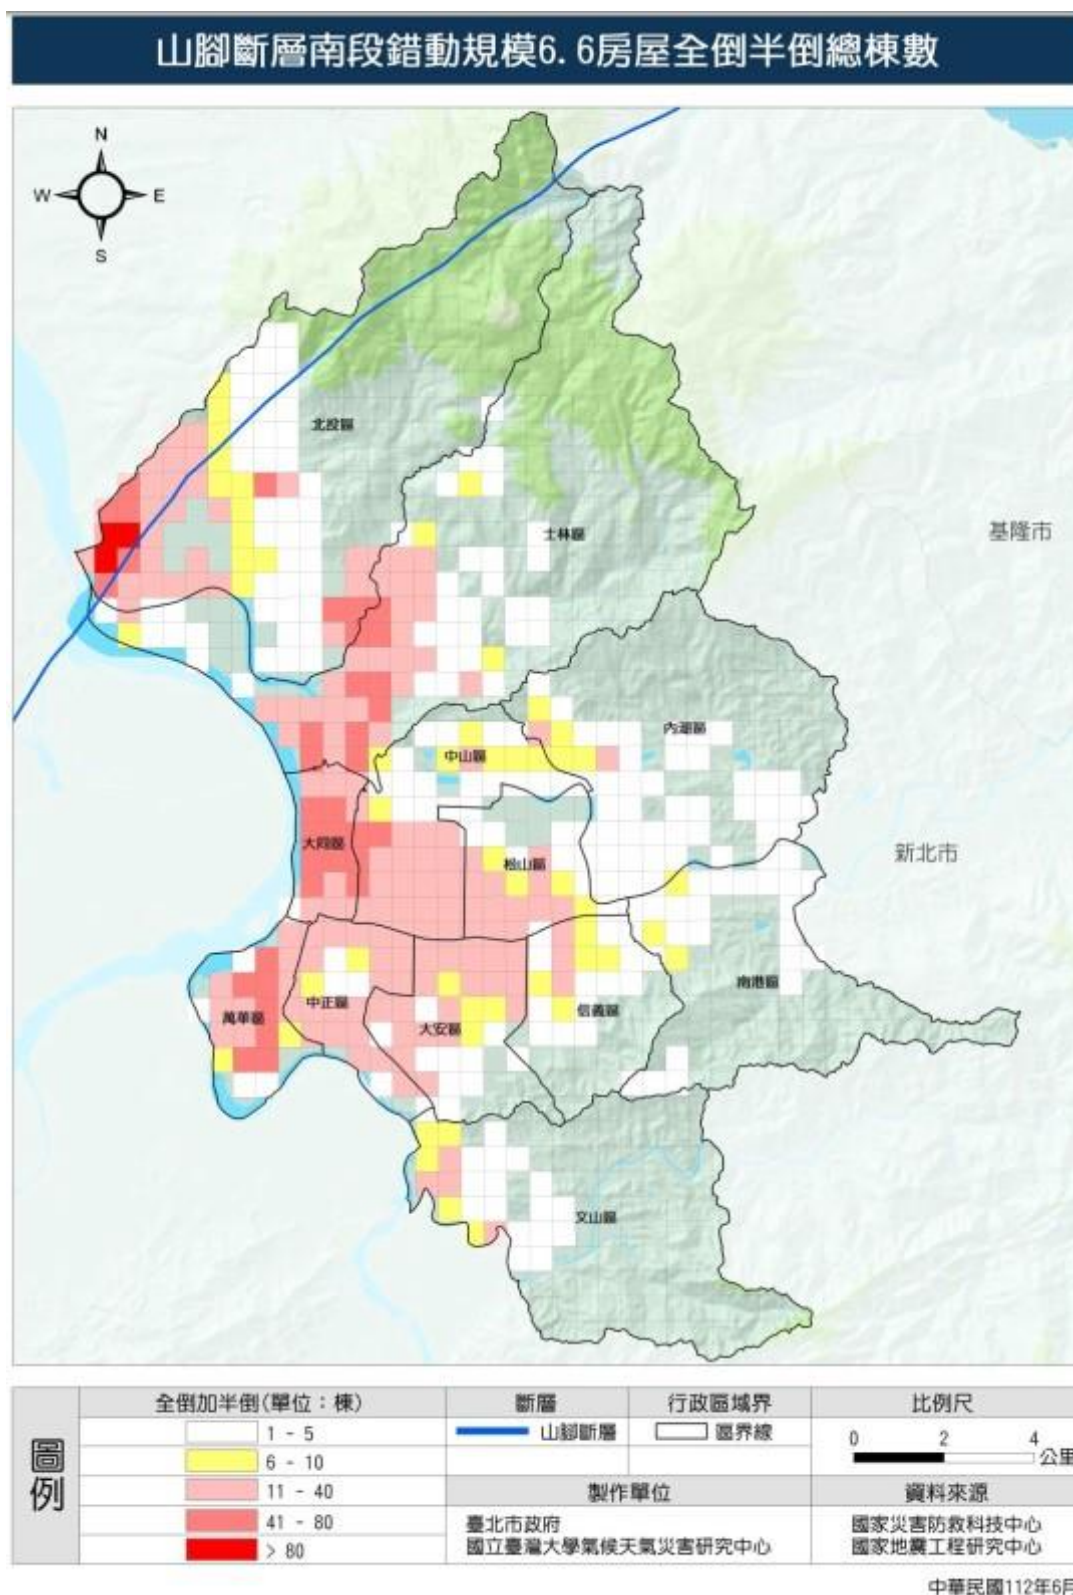 山腳斷層南段錯動規模6.6房屋全倒半倒總棟數
N
W E
S
北投區
士林區
基隆市
內湖區
中山區
大同區
松山區
新北市
南港區
萬華區
中正區
大安區
信義區
文山區
圖例
全倒加半倒(單位：棟)
1 - 5
6 - 10
11 - 40
41 - 80
> 80
斷層
山腳斷層
行政區域界
區界線
比例尺
0 2 4
公里
製作單位
臺北市政府
國立臺灣大學氣候天氣災害研究中心
資料來源
國家災害防救科技中心
國家地震工程研究中心
中華民國112年6月